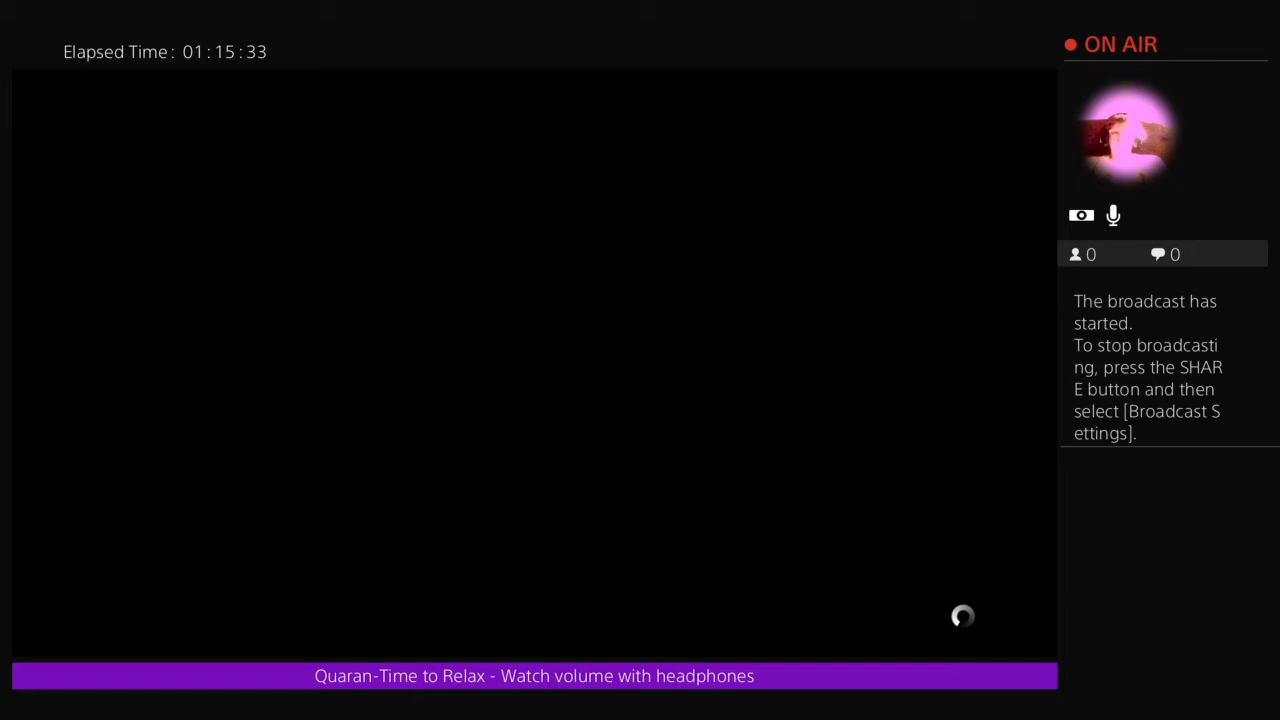 Elapsed Time: 01:15:33
ON AIR
0 0
The broadcast has
started.
To stop broadcasti
ng, press the SHAR
E button and then
select [Broadcast S
ettings].
Quaran-Time to Relax - Watch volume with headphones